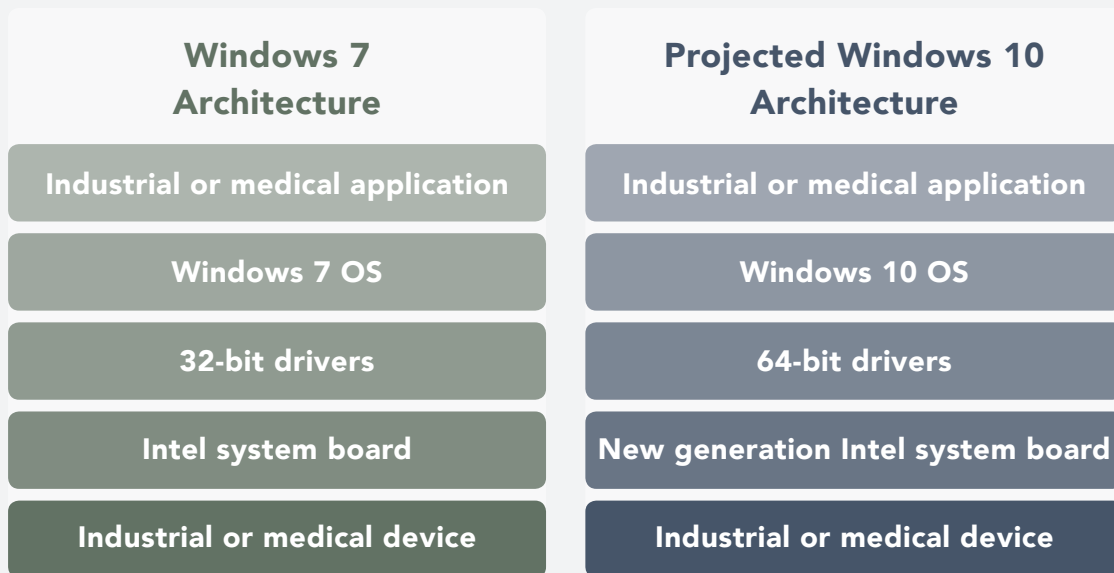 Windows 7
Architecture
Industrial or medical application
Windows 7 OS
32-bit drivers
Intel system board
Industrial or medical device
Projected Windows 10
Architecture
Industrial or medical application
Windows 10 OS
64-bit drivers
New generation Intel system board
Industrial or medical device